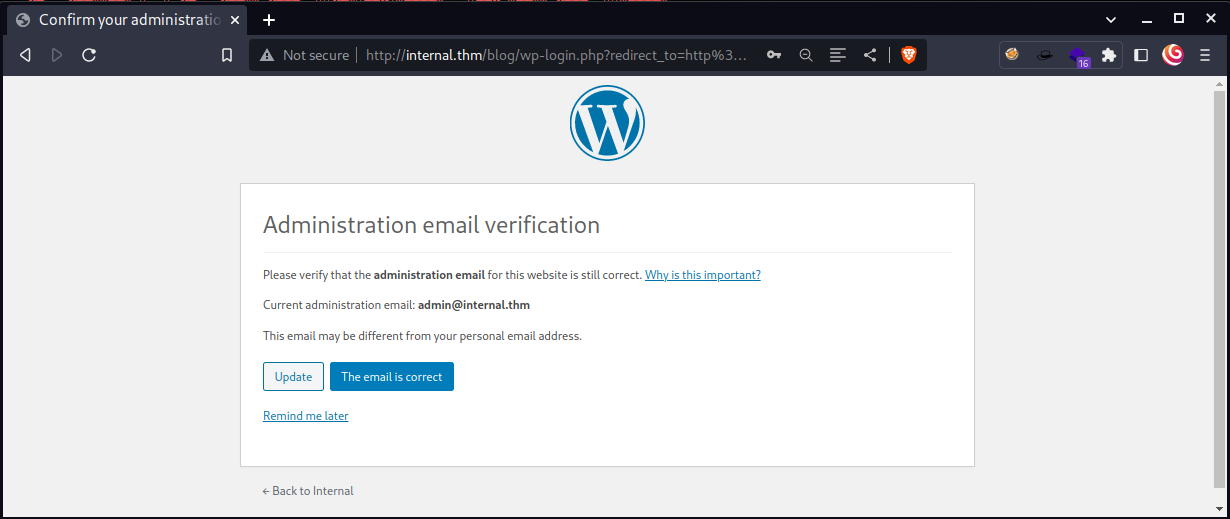 Confirm your administratio
Not secure http://internal.thm/blog/wp-login.php?redirect_to=http%3...
16
Administration email verification
Please verify that the administration email for this website is still correct. Why is this important?
Current administration email: admin@internal.thm
This email may be different from your personal email address.
Update The email is correct
Remind me later
← Back to Internal